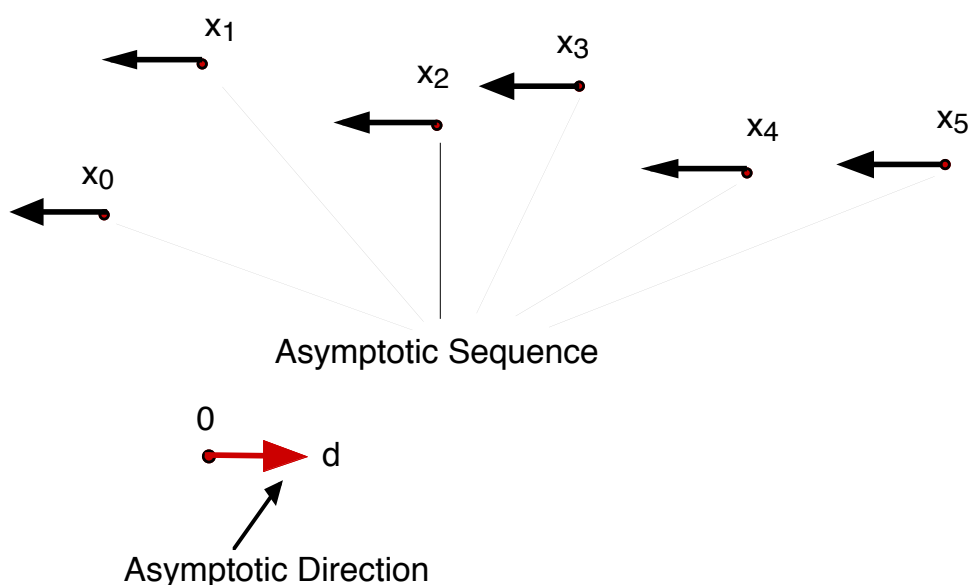 x1
x3
x2
x4
x5
x0
Asymptotic Sequence
0
d
Asymptotic Direction